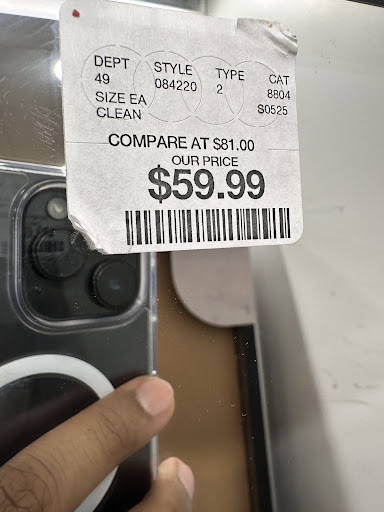 DEPT STYLE TYPE CAT
49 084220 2 8804
SIZE EA S0525
CLEAN
COMPARE AT $81.00
OUR PRICE
$59.99